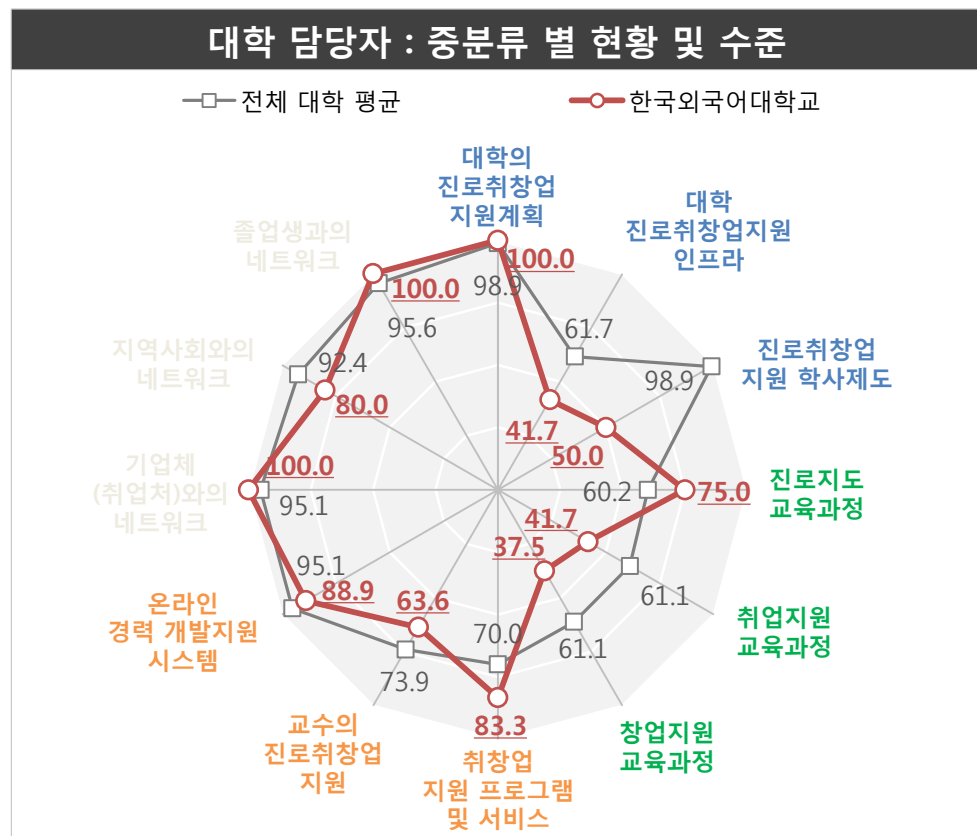 대학 담당자 : 중분류 별 현황 및 수준
전체 대학 평균
한국외국어대학교
대학의
진로취창업
지원계획
대학
진로취창업지원
인프라
진로취창업
지원 학사제도
진로지도
교육과정
취업지원
교육과정
창업지원
교육과정
취창업
지원 프로그램
및 서비스
교수의
진로취창업
지원
온라인
경력 개발지원
시스템
기업체
(취업처)와의
네트워크
지역사회와의
네트워크
졸업생과의
네트워크
100.0
98.9
61.7
41.7
98.9
50.0
60.2
75.0
41.7
61.1
37.5
61.1
70.0
83.3
63.6
73.9
95.1
88.9
100.0
95.1
92.4
80.0
100.0
95.6